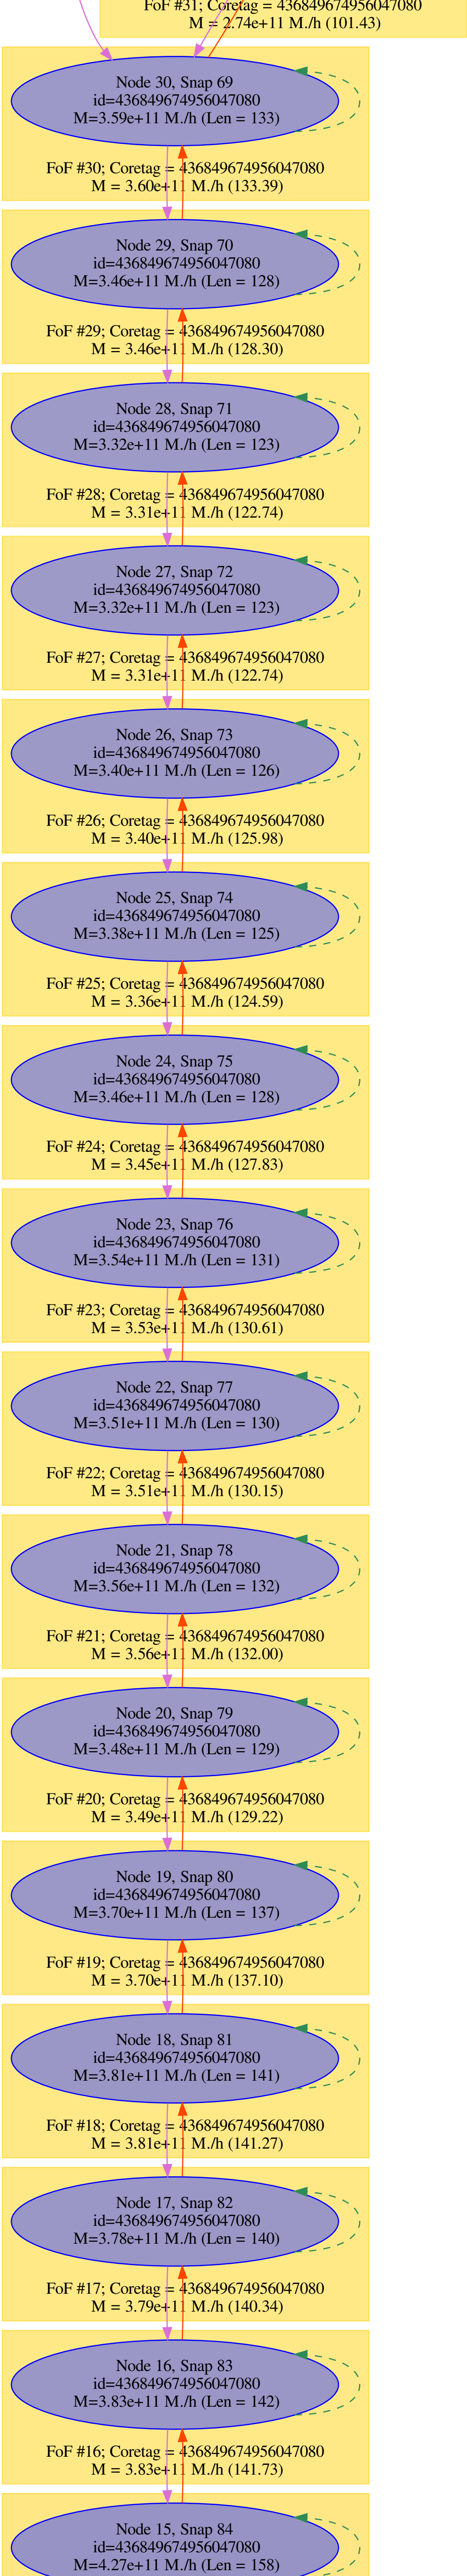 FoF #31; Coretag = 436849674956047080
M = 2.74e+11 M./h (101.43)
Node 30, Snap 69
id=436849674956047080
M=3.59e+11 M./h (Len = 133)
FoF #30; Coretag = 436849674956047080
M = 3.60e+11 M./h (133.39)
Node 29, Snap 70
id=436849674956047080
M=3.46e+11 M./h (Len = 128)
FoF #29; Coretag = 436849674956047080
M = 3.46e+11 M./h (128.30)
Node 28, Snap 71
id=436849674956047080
M=3.32e+11 M./h (Len = 123)
FoF #28; Coretag = 436849674956047080
M = 3.31e+11 M./h (122.74)
Node 27, Snap 72
id=436849674956047080
M=3.32e+11 M./h (Len = 123)
FoF #27; Coretag = 436849674956047080
M = 3.31e+11 M./h (122.74)
Node 26, Snap 73
id=436849674956047080
M=3.40e+11 M./h (Len = 126)
FoF #26; Coretag = 436849674956047080
M = 3.40e+11 M./h (125.98)
Node 25, Snap 74
id=436849674956047080
M=3.38e+11 M./h (Len = 125)
FoF #25; Coretag = 436849674956047080
M = 3.36e+11 M./h (124.59)
Node 24, Snap 75
id=436849674956047080
M=3.46e+11 M./h (Len = 128)
FoF #24; Coretag = 436849674956047080
M = 3.45e+11 M./h (127.83)
Node 23, Snap 76
id=436849674956047080
M=3.54e+11 M./h (Len = 131)
FoF #23; Coretag = 436849674956047080
M = 3.53e+11 M./h (130.61)
Node 22, Snap 77
id=436849674956047080
M=3.51e+11 M./h (Len = 130)
FoF #22; Coretag = 436849674956047080
M = 3.51e+11 M./h (130.15)
Node 21, Snap 78
id=436849674956047080
M=3.56e+11 M./h (Len = 132)
FoF #21; Coretag = 436849674956047080
M = 3.56e+11 M./h (132.00)
Node 20, Snap 79
id=436849674956047080
M=3.48e+11 M./h (Len = 129)
FoF #20; Coretag = 436849674956047080
M = 3.49e+11 M./h (129.22)
Node 19, Snap 80
id=436849674956047080
M=3.70e+11 M./h (Len = 137)
FoF #19; Coretag = 436849674956047080
M = 3.70e+11 M./h (137.10)
Node 18, Snap 81
id=436849674956047080
M=3.81e+11 M./h (Len = 141)
FoF #18; Coretag = 436849674956047080
M = 3.81e+11 M./h (141.27)
Node 17, Snap 82
id=436849674956047080
M=3.78e+11 M./h (Len = 140)
FoF #17; Coretag = 436849674956047080
M = 3.79e+11 M./h (140.34)
Node 16, Snap 83
id=436849674956047080
M=3.83e+11 M./h (Len = 142)
FoF #16; Coretag = 436849674956047080
M = 3.83e+11 M./h (141.73)
Node 15, Snap 84
id=436849674956047080
M=4.27e+11 M./h (Len = 158)